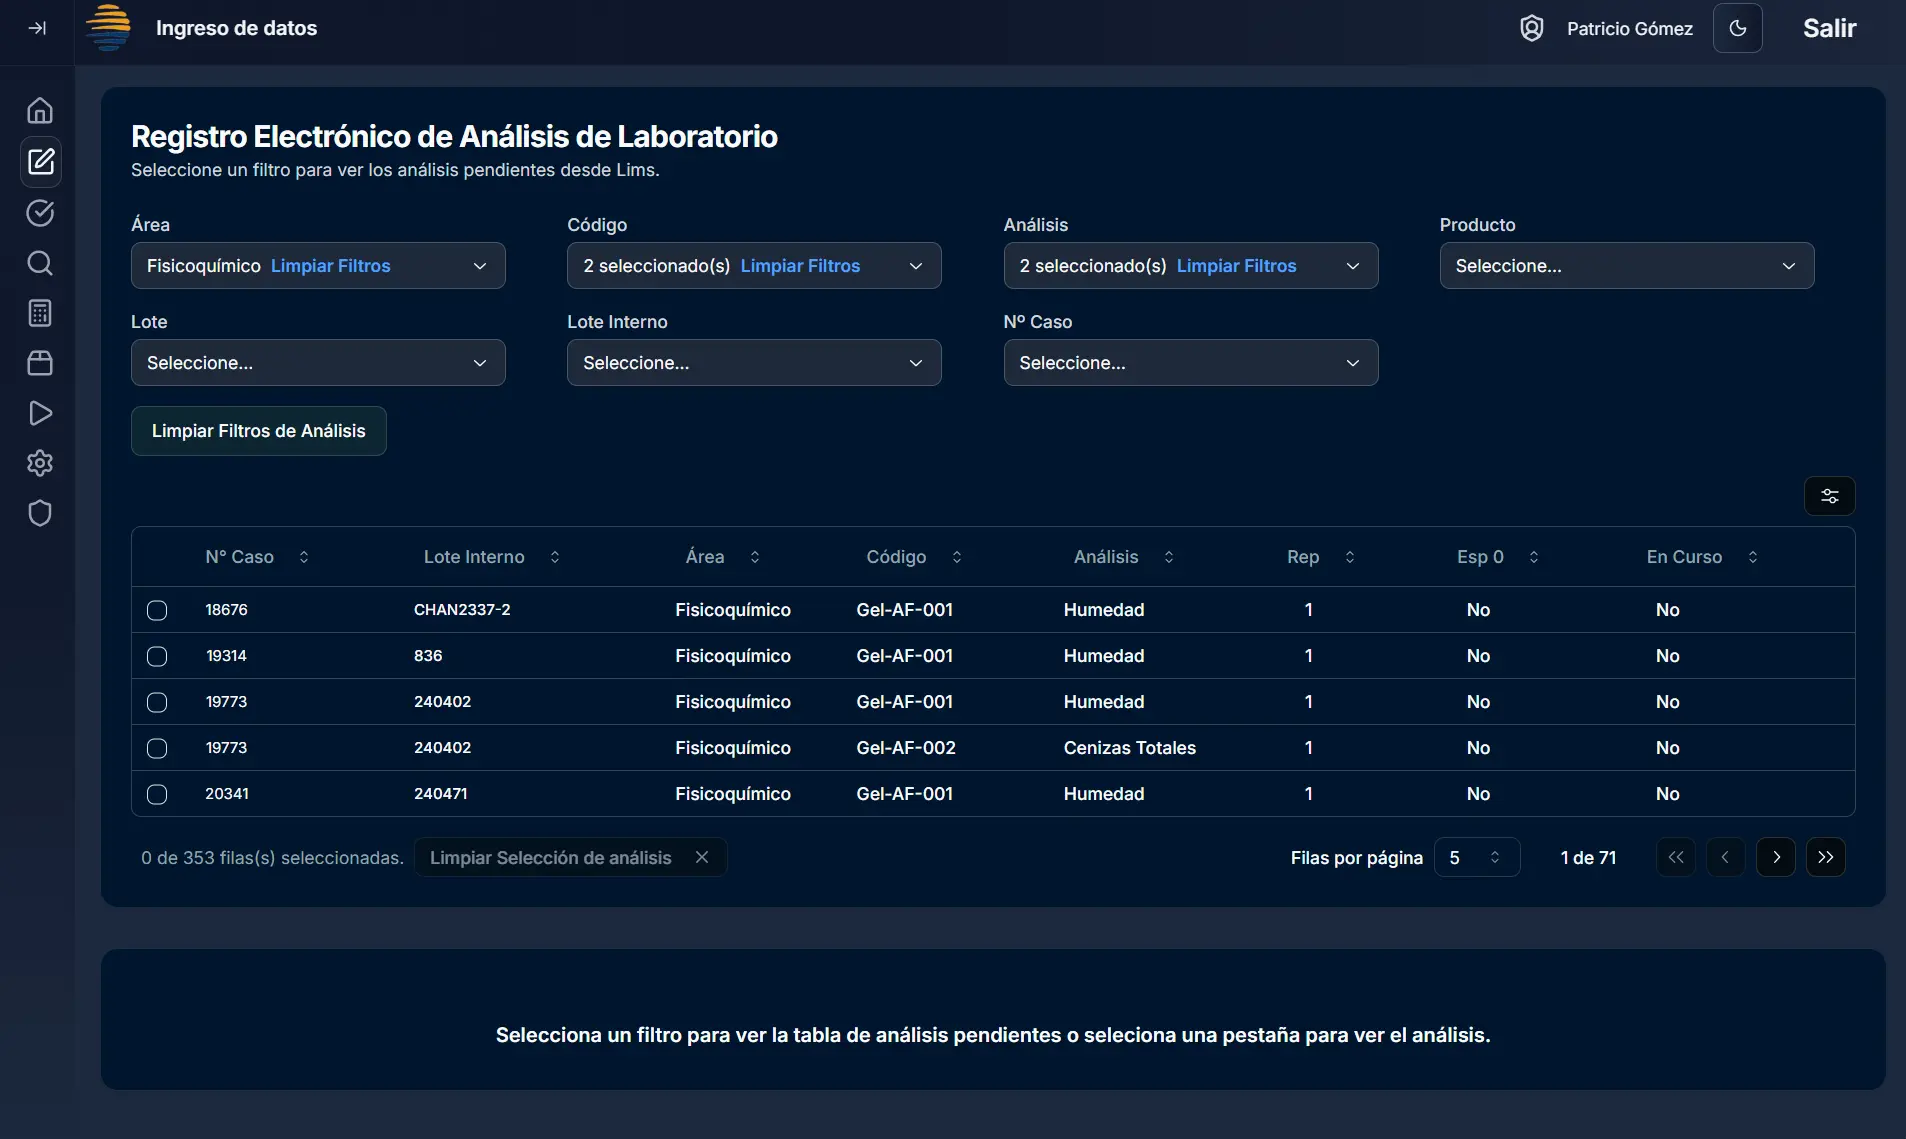 Ingreso de datos
Patricio Gómez
Salir
Registro Electrónico de Análisis de Laboratorio
Seleccione un filtro para ver los análisis pendientes desde Lims.
Área Código Análisis Producto
Fisicoquímico Limpiar Filtros 2 seleccionado(s) Limpiar Filtros 2 seleccionado(s) Limpiar Filtros Seleccione...
Lote Lote Interno Nº Caso
Seleccione... Seleccione... Seleccione...
Limpiar Filtros de Análisis
N° Caso Lote Interno Área Código Análisis Rep Esp 0 En Curso
18676 CHAN2337-2 Fisicoquímico Gel-AF-001 Humedad 1 No No
19314 836 Fisicoquímico Gel-AF-001 Humedad 1 No No
19773 240402 Fisicoquímico Gel-AF-001 Humedad 1 No No
19773 240402 Fisicoquímico Gel-AF-002 Cenizas Totales 1 No No
20341 240471 Fisicoquímico Gel-AF-001 Humedad 1 No No
0 de 353 filas(s) seleccionadas. Limpiar Selección de análisis Filas por página 5 1 de 71
Selecciona un filtro para ver la tabla de análisis pendientes o seleciona una pestaña para ver el análisis.